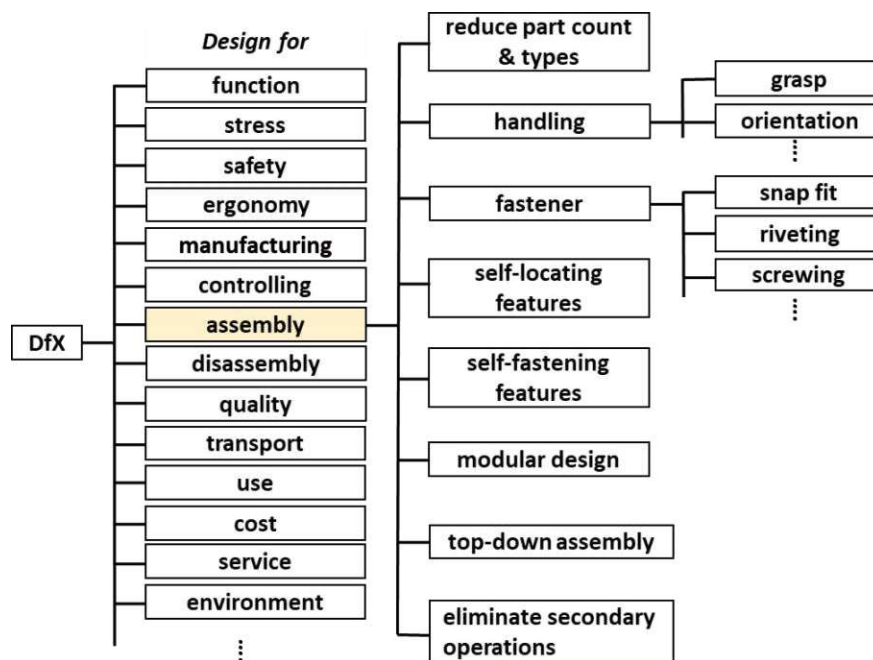 Design for
DfX
function
stress
safety
ergonomy
manufacturing
controlling
assembly
disassembly
quality
transport
use
cost
service
environment
reduce part count
& types
handling
fastener
self-locating
features
self-fastening
features
modular design
top-down assembly
eliminate secondary
operations
grasp
orientation
snap fit
riveting
screwing